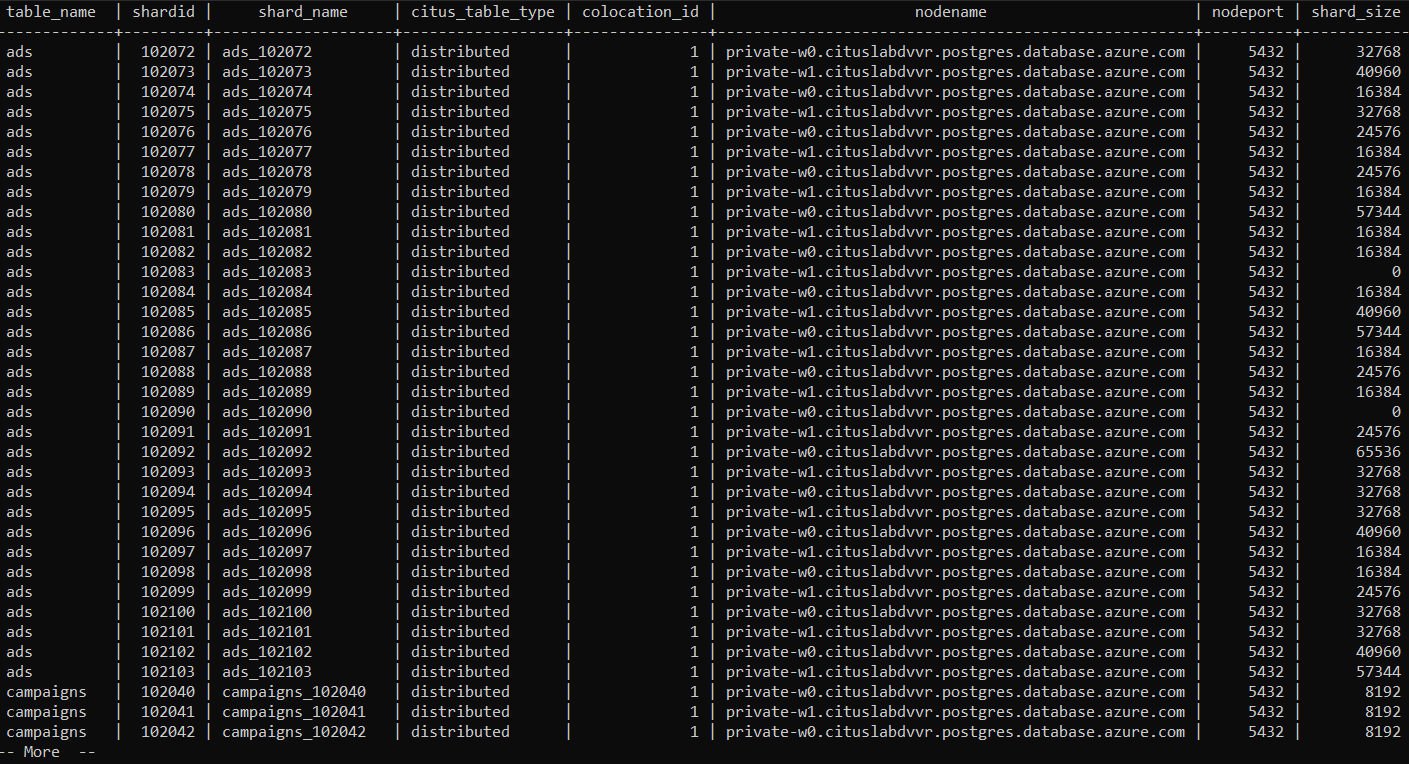 table_name | shardid | shard_name | citus_table_type | colocation_id | nodename | nodeport | shard_size
-------------+---------+--------------------+------------------+---------------+-----------------------------------------------------+----------+------------
ads | 102072 | ads_102072 | distributed | 1 | private-w0.cituslabdvvr.postgres.database.azure.com | 5432 | 32768
ads | 102073 | ads_102073 | distributed | 1 | private-w1.cituslabdvvr.postgres.database.azure.com | 5432 | 40960
ads | 102074 | ads_102074 | distributed | 1 | private-w0.cituslabdvvr.postgres.database.azure.com | 5432 | 16384
ads | 102075 | ads_102075 | distributed | 1 | private-w1.cituslabdvvr.postgres.database.azure.com | 5432 | 32768
ads | 102076 | ads_102076 | distributed | 1 | private-w0.cituslabdvvr.postgres.database.azure.com | 5432 | 24576
ads | 102077 | ads_102077 | distributed | 1 | private-w1.cituslabdvvr.postgres.database.azure.com | 5432 | 16384
ads | 102078 | ads_102078 | distributed | 1 | private-w0.cituslabdvvr.postgres.database.azure.com | 5432 | 24576
ads | 102079 | ads_102079 | distributed | 1 | private-w1.cituslabdvvr.postgres.database.azure.com | 5432 | 16384
ads | 102080 | ads_102080 | distributed | 1 | private-w0.cituslabdvvr.postgres.database.azure.com | 5432 | 57344
ads | 102081 | ads_102081 | distributed | 1 | private-w1.cituslabdvvr.postgres.database.azure.com | 5432 | 16384
ads | 102082 | ads_102082 | distributed | 1 | private-w0.cituslabdvvr.postgres.database.azure.com | 5432 | 16384
ads | 102083 | ads_102083 | distributed | 1 | private-w1.cituslabdvvr.postgres.database.azure.com | 5432 | 0
ads | 102084 | ads_102084 | distributed | 1 | private-w0.cituslabdvvr.postgres.database.azure.com | 5432 | 16384
ads | 102085 | ads_102085 | distributed | 1 | private-w1.cituslabdvvr.postgres.database.azure.com | 5432 | 40960
ads | 102086 | ads_102086 | distributed | 1 | private-w0.cituslabdvvr.postgres.database.azure.com | 5432 | 57344
ads | 102087 | ads_102087 | distributed | 1 | private-w1.cituslabdvvr.postgres.database.azure.com | 5432 | 16384
ads | 102088 | ads_102088 | distributed | 1 | private-w0.cituslabdvvr.postgres.database.azure.com | 5432 | 24576
ads | 102089 | ads_102089 | distributed | 1 | private-w1.cituslabdvvr.postgres.database.azure.com | 5432 | 16384
ads | 102090 | ads_102090 | distributed | 1 | private-w0.cituslabdvvr.postgres.database.azure.com | 5432 | 0
ads | 102091 | ads_102091 | distributed | 1 | private-w1.cituslabdvvr.postgres.database.azure.com | 5432 | 24576
ads | 102092 | ads_102092 | distributed | 1 | private-w0.cituslabdvvr.postgres.database.azure.com | 5432 | 65536
ads | 102093 | ads_102093 | distributed | 1 | private-w1.cituslabdvvr.postgres.database.azure.com | 5432 | 32768
ads | 102094 | ads_102094 | distributed | 1 | private-w0.cituslabdvvr.postgres.database.azure.com | 5432 | 32768
ads | 102095 | ads_102095 | distributed | 1 | private-w1.cituslabdvvr.postgres.database.azure.com | 5432 | 32768
ads | 102096 | ads_102096 | distributed | 1 | private-w0.cituslabdvvr.postgres.database.azure.com | 5432 | 40960
ads | 102097 | ads_102097 | distributed | 1 | private-w1.cituslabdvvr.postgres.database.azure.com | 5432 | 16384
ads | 102098 | ads_102098 | distributed | 1 | private-w0.cituslabdvvr.postgres.database.azure.com | 5432 | 16384
ads | 102099 | ads_102099 | distributed | 1 | private-w1.cituslabdvvr.postgres.database.azure.com | 5432 | 24576
ads | 102100 | ads_102100 | distributed | 1 | private-w0.cituslabdvvr.postgres.database.azure.com | 5432 | 32768
ads | 102101 | ads_102101 | distributed | 1 | private-w1.cituslabdvvr.postgres.database.azure.com | 5432 | 32768
ads | 102102 | ads_102102 | distributed | 1 | private-w0.cituslabdvvr.postgres.database.azure.com | 5432 | 40960
ads | 102103 | ads_102103 | distributed | 1 | private-w1.cituslabdvvr.postgres.database.azure.com | 5432 | 57344
campaigns | 102040 | campaigns_102040 | distributed | 1 | private-w0.cituslabdvvr.postgres.database.azure.com | 5432 | 8192
campaigns | 102041 | campaigns_102041 | distributed | 1 | private-w1.cituslabdvvr.postgres.database.azure.com | 5432 | 8192
campaigns | 102042 | campaigns_102042 | distributed | 1 | private-w0.cituslabdvvr.postgres.database.azure.com | 5432 | 8192
-- More --